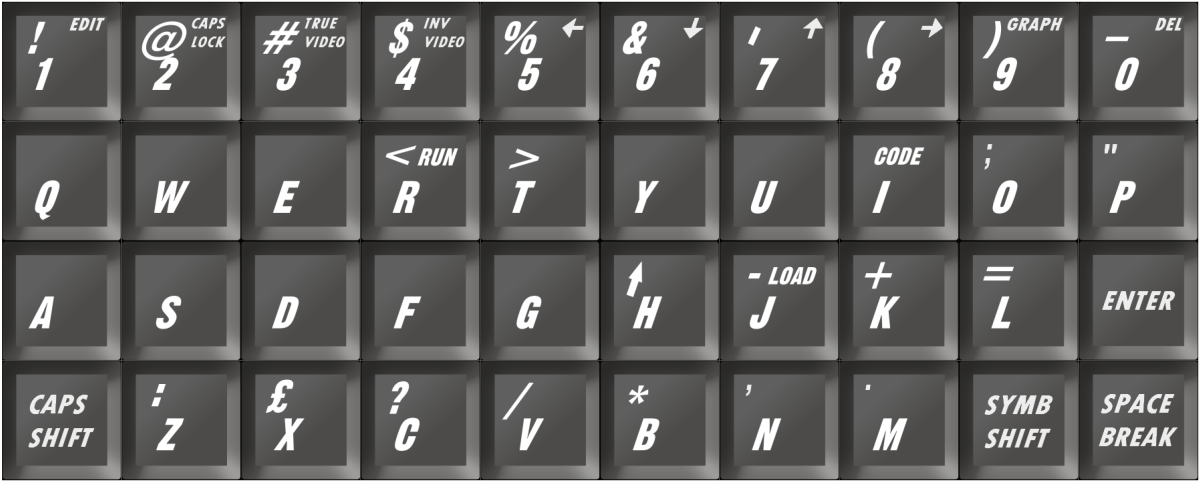 ! EDIT @ CAPS LOCK # TRUE VIDEO $ INV VIDEO % ← & ↓ ' ↑ ( → ) GRAPH _ DEL
1 2 3 4 5 6 7 8 9 0
< RUN > CODE ; "
Q W E R T Y U I O P
↑ - LOAD + =
A S D F G H J K L ENTER
: £ ? / * , .
CAPS SHIFT Z X C V B N M SYMB SHIFT SPACE BREAK